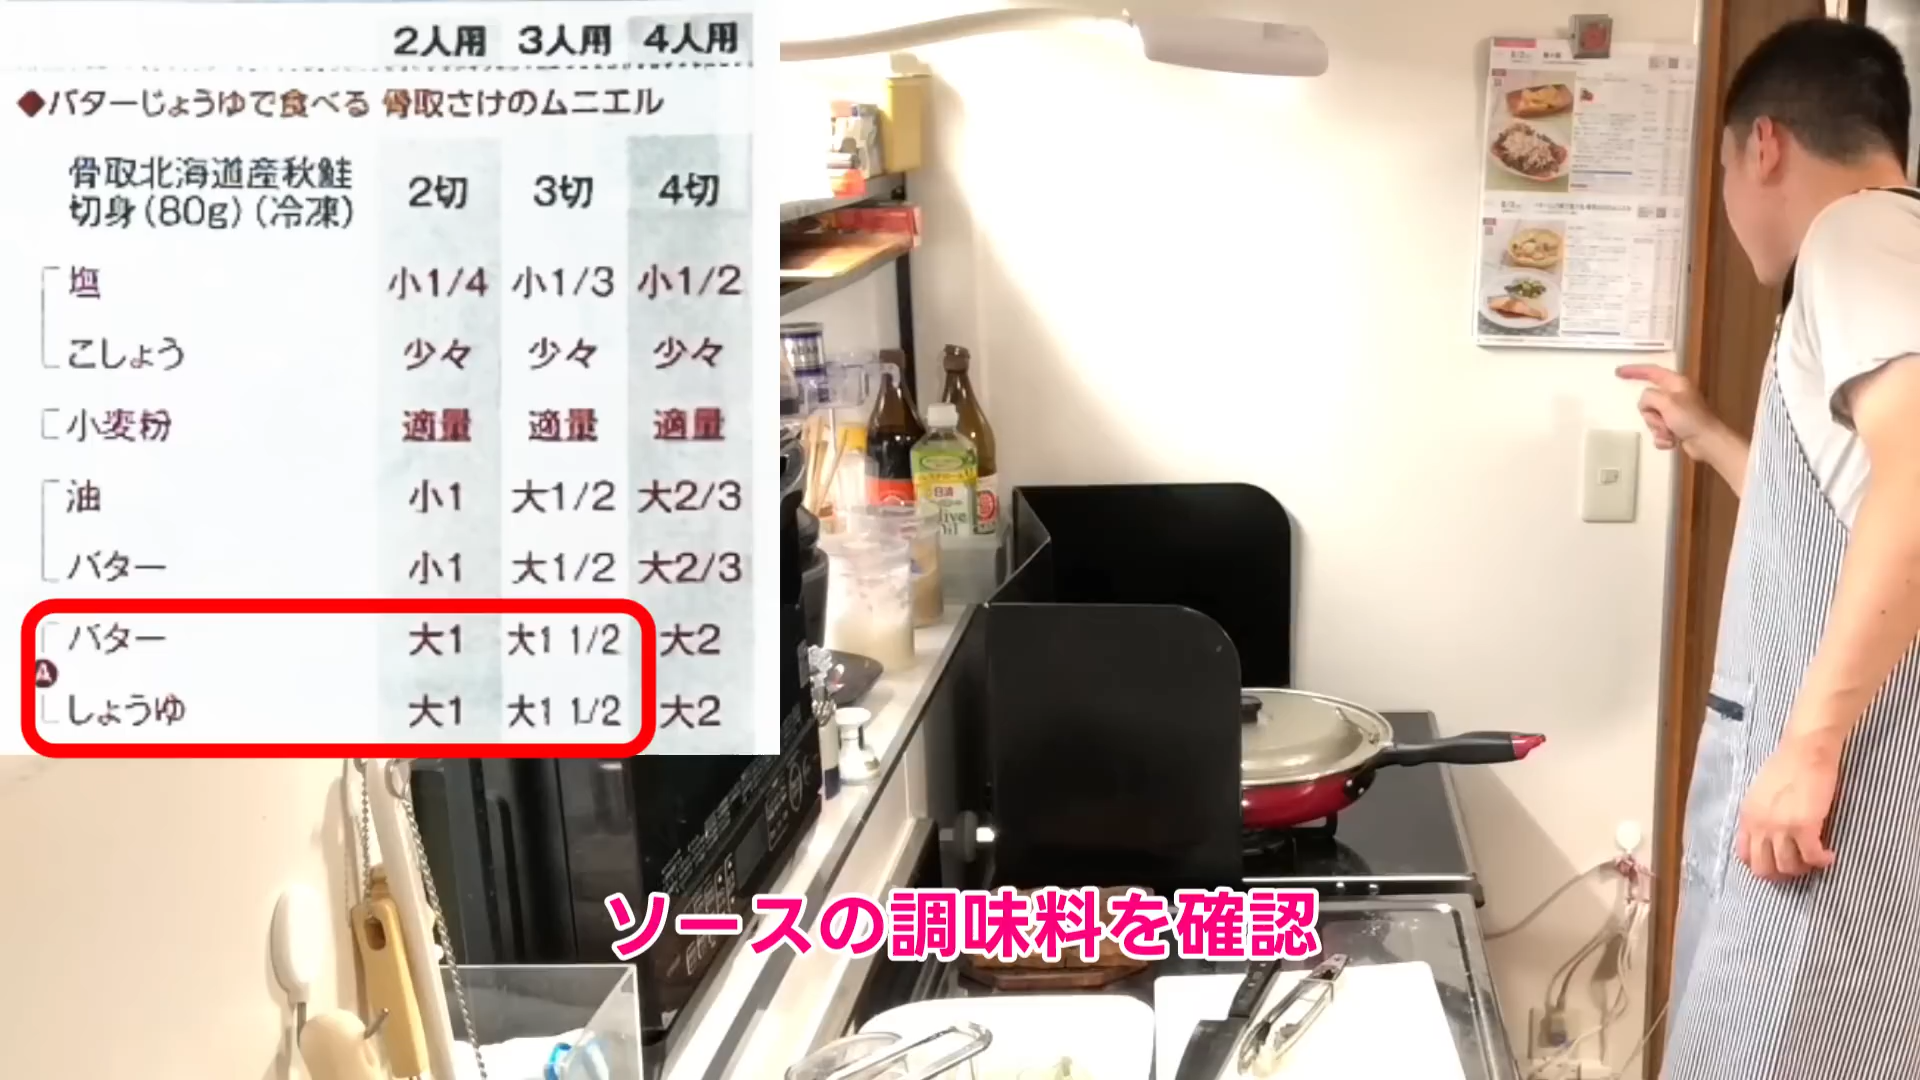 2人用 3人用 4人用
◆バターじょうゆで食べる 骨取さけのムニエル
骨取北海道産秋鮭
切身(80g)(冷凍) 2切 3切 4切
塩 小1/4 小1/3 小1/2
こしょう 少々 少々 少々
小麦粉 適量 適量 適量
油 小1 大1/2 大2/3
バター 小1 大1/2 大2/3
バター 大1 大1 1/2 大2
A
しょうゆ 大1 大1 1/2 大2
日清
live
Oil
ソースの調味料を確認